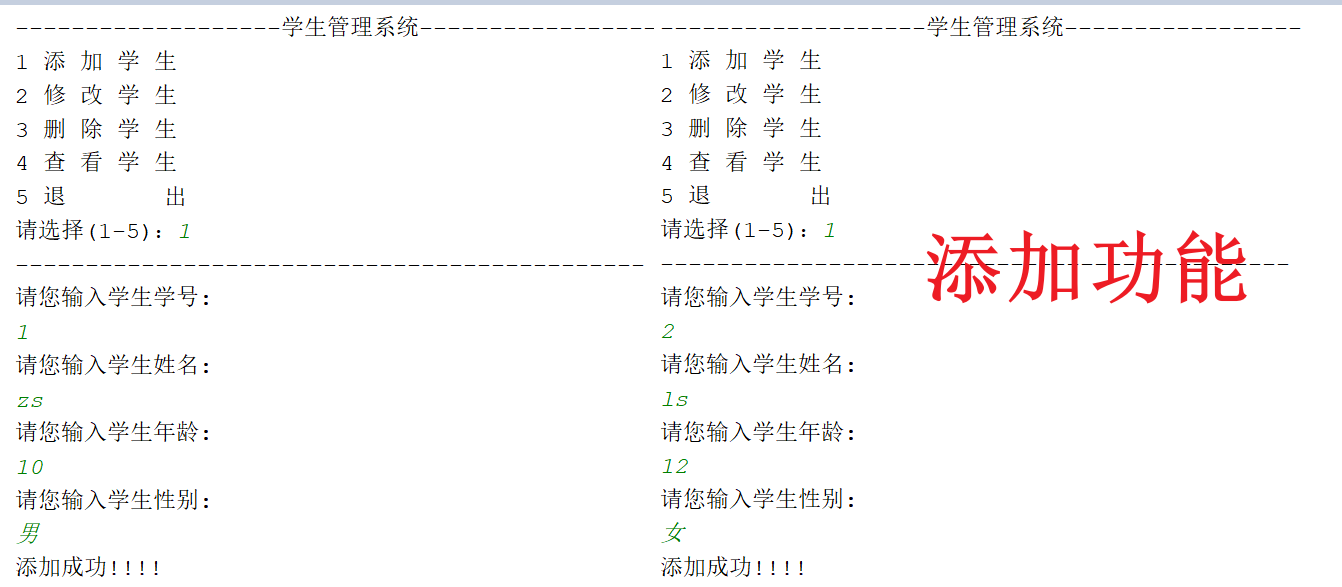 -------------------学生管理系统-----------------
1 添 加 学 生
2 修 改 学 生
3 删 除 学 生
4 查 看 学 生
5 退 出
请选择(1-5): 1
---------------------------------------------
请您输入学生学号:
1
请您输入学生姓名:
zs
请您输入学生年龄:
10
请您输入学生性别:
男
添加成功!!!!
-------------------学生管理系统-----------------
1 添 加 学 生
2 修 改 学 生
3 删 除 学 生
4 查 看 学 生
5 退 出
请选择(1-5): 1
---------------------------------------------
添加功能
请您输入学生学号:
2
请您输入学生姓名:
ls
请您输入学生年龄:
12
请您输入学生性别:
女
添加成功!!!!